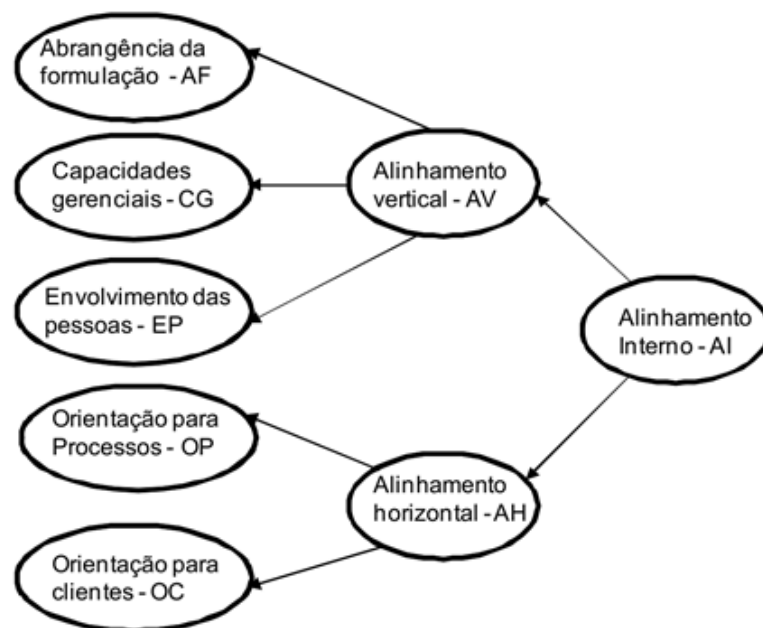 Abrangência da
formulação - AF
Capacidades
gerenciais - CG
Alinhamento
vertical - AV
Envolvimento das
pessoas - EP
Alinhamento
Interno - AI
Orientação para
Processos - OP
Alinhamento
horizontal -AH
Orientação para
clientes - OC